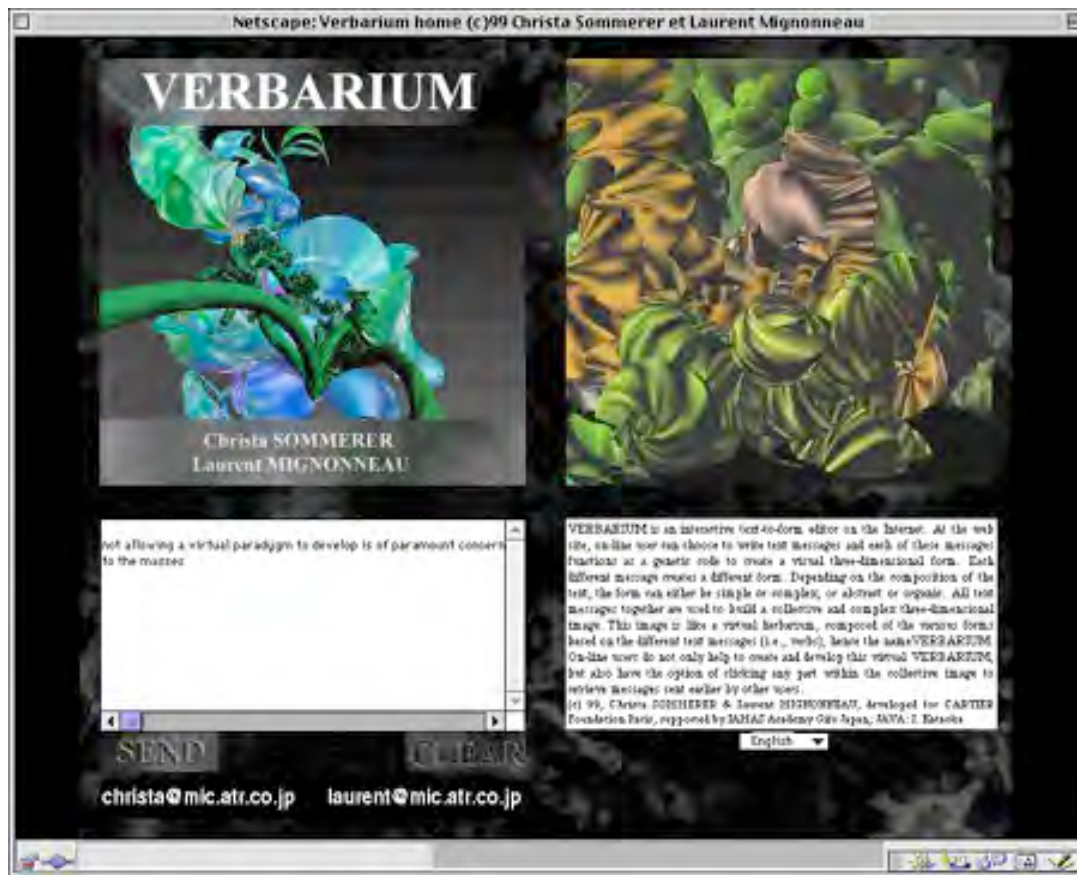 Netscape: Verbarium home (c)99 Christa Sommerer et Laurent Mignonneau
VERBARIUM
Christa SOMMERER
Laurent MIGNONNEAU
not allowing a virtual paradygm to develop is of paramount concern
to the masses
SEND
CLEAR
christa@mic.atr.co.jp laurent@mic.atr.co.jp
VERBARIUM is an interactive text-to-form editor on the Internet. At the web
site, on-line user can choose to write text messages and each of these messages
functions as a genetic code to create a virtual three-dimensional form. Each
different message creates a different form. Depending on the composition of the
text, the form can either be simple or complex, or abstract or organic. All text
messages together are used to build a collective and complex three-dimensional
image. This image is like a virtual herbarium, composed of the various forms
based on the different text messages (i.e., verbs), hence the nameVERBARIUM.
On-line users do not only help to create and develop this virtual VERBARIUM,
but also have the option of clicking any part within the collective image to
retrieve messages sent earlier by other users.
(c) 99, Christa SOMMERER & Laurent MIGNONNEAU, developed for CARTIER
Foundation Paris, supported by IAMAS Academy Gifu Japan, JAVA:
English